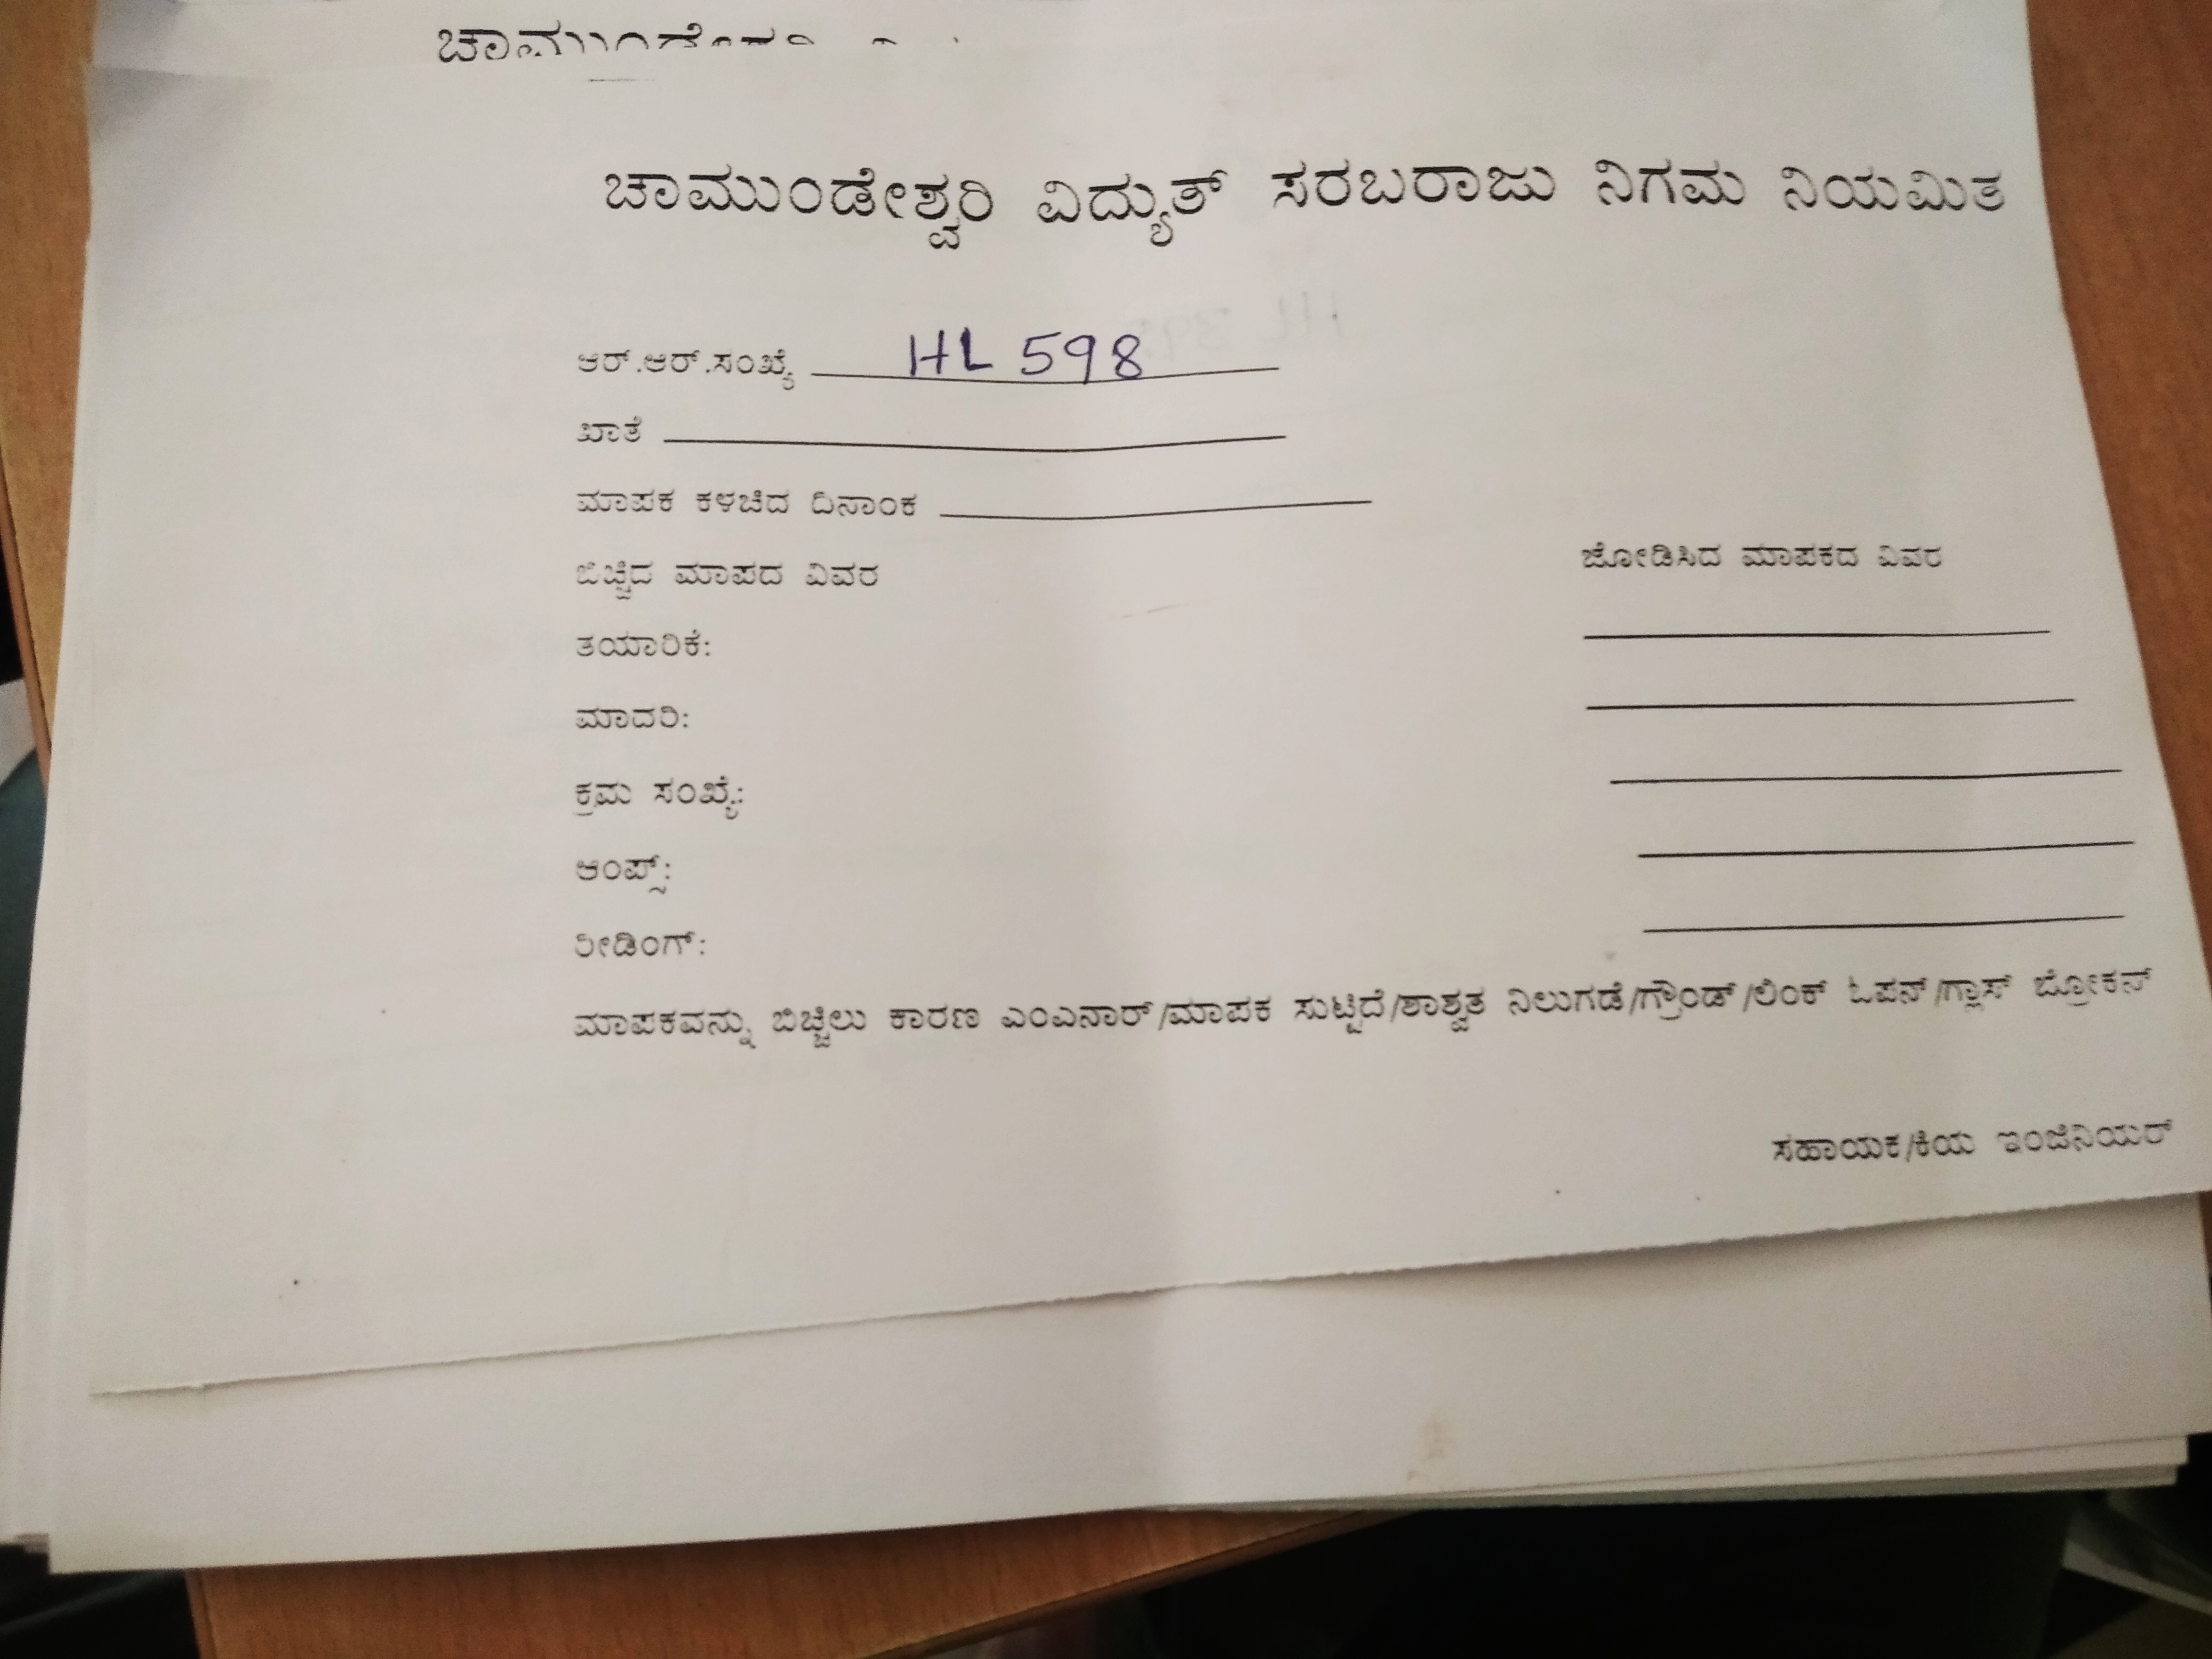 ಚಾಮುಂಡೇಶ್ವರಿ ವಿದ್ಯುತ್ ಸರಬರಾಜು ನಿಗಮ ನಿಯಮಿತ
ಆರ್.ಆರ್.ಸಂಖ್ಯೆ HL 598
ಖಾತೆ
ಮಾಪಕ ಕಳಚಿದ ದಿನಾಂಕ
ಬಿಚ್ಚಿದ ಮಾಪದ ವಿವರ ಜೋಡಿಸಿದ ಮಾಪಕದ ವಿವರ
ತಯಾರಿಕೆ:
ಮಾದರಿ:
ಕ್ರಮ ಸಂಖ್ಯೆ:
ಆಂಪ್ಸ್:
ರೀಡಿಂಗ್:
ಮಾಪಕವನ್ನು ಬಿಚ್ಚಿಲು ಕಾರಣ ಎಂಎನಾರ್/ಮಾಪಕ ಸುಟ್ಟಿದೆ/ಶಾಶ್ವತ ನಿಲುಗಡೆ/ಗ್ರೌಂಡ್/ಲಿಂಕ್ ಓಪನ್/ಗ್ಲಾಸ್ ಬ್ರೋಕನ್
ಸಹಾಯಕ/ಕಿಯ ಇಂಜಿನಿಯರ್